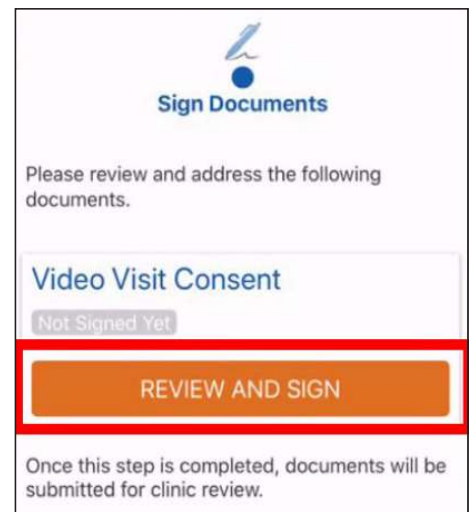 Sign Documents
Please review and address the following
documents.
Video Visit Consent
Not Signed Yet
REVIEW AND SIGN
Once this step is completed, documents will be
submitted for clinic review.